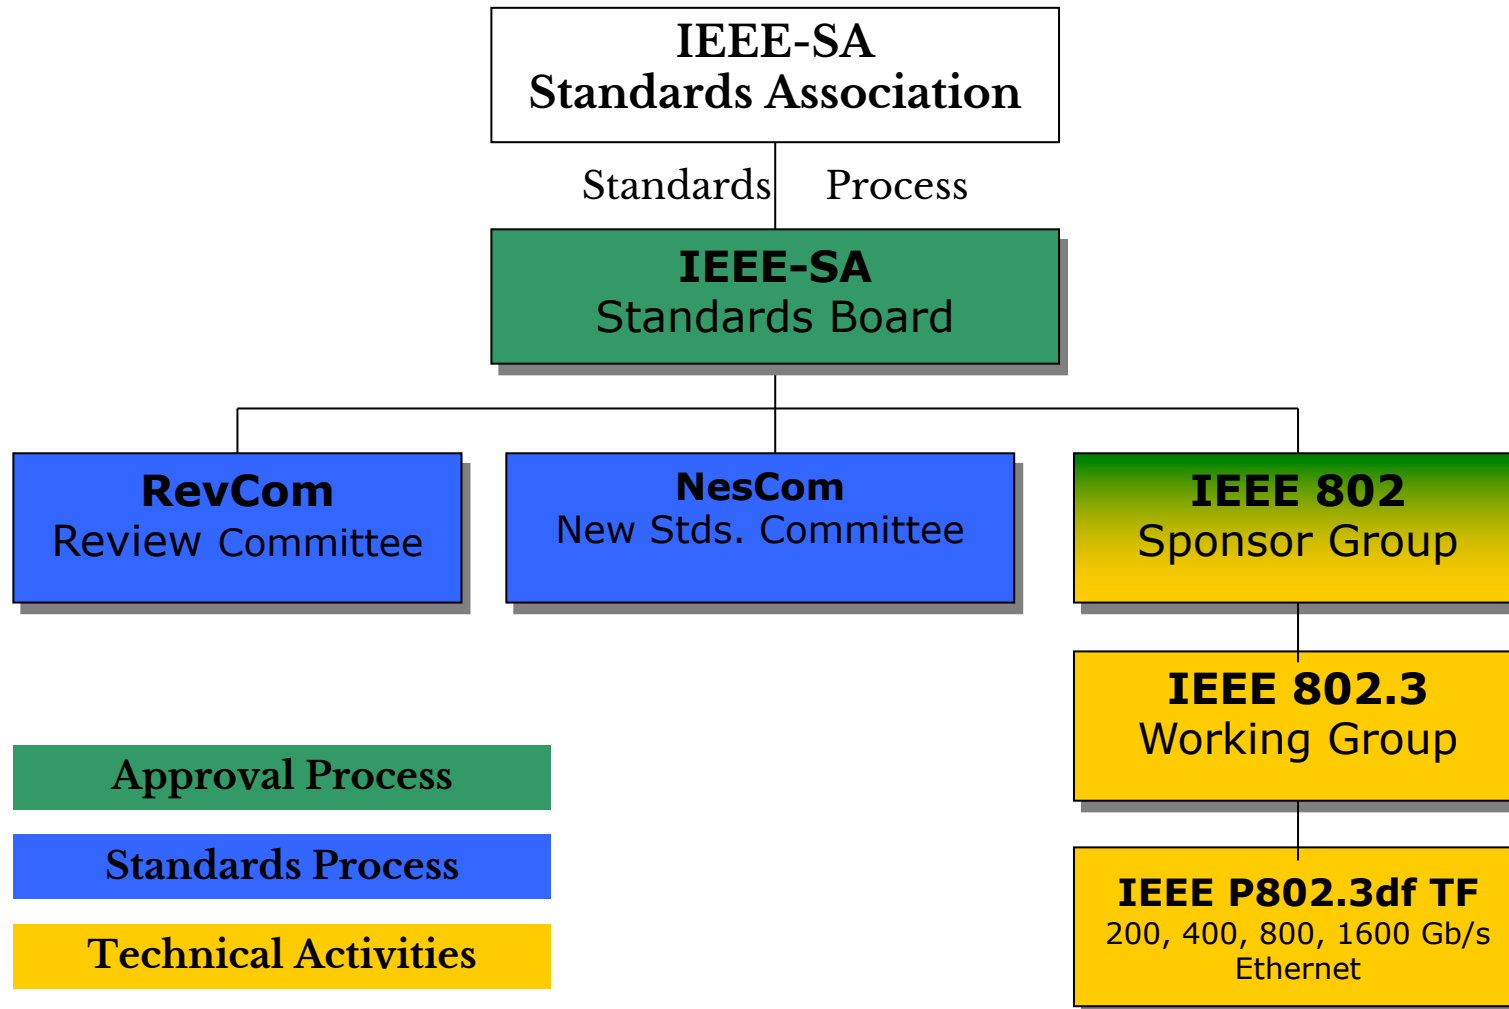 IEEE-SA
Standards Association
Standards Process
IEEE-SA
Standards Board
RevCom
Review Committee
NesCom
New Stds. Committee
IEEE 802
Sponsor Group
IEEE 802.3
Working Group
Approval Process
Standards Process
Technical Activities
IEEE P802.3df TF
200, 400, 800, 1600 Gb/s
Ethernet